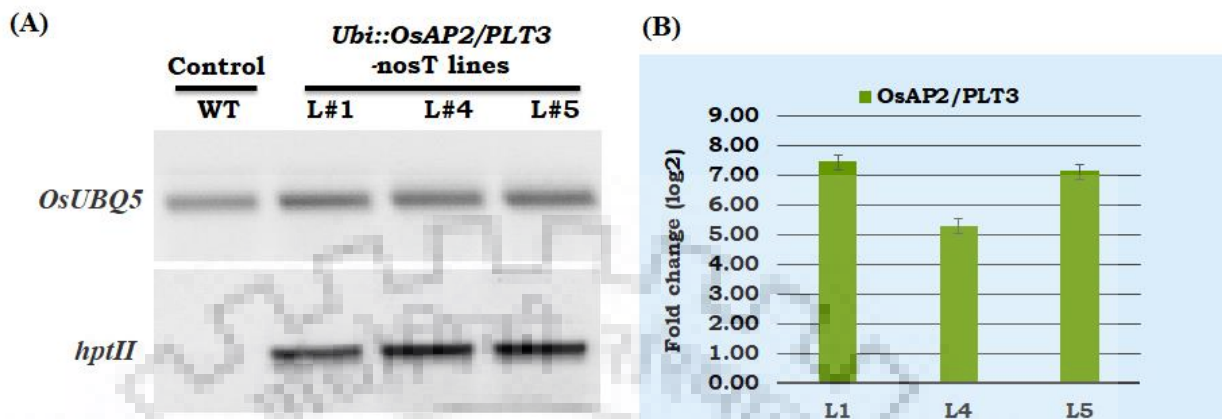 (A)
Ubi::OsAP2/PLT3
-nosT lines
Control
WT L#1 L#4 L#5
OsUBQ5
hptII
(B)
OsAP2/PLT3
Fold change (log2)
9.00
8.00
7.00
6.00
5.00
4.00
3.00
2.00
1.00
0.00
L1 L4 L5